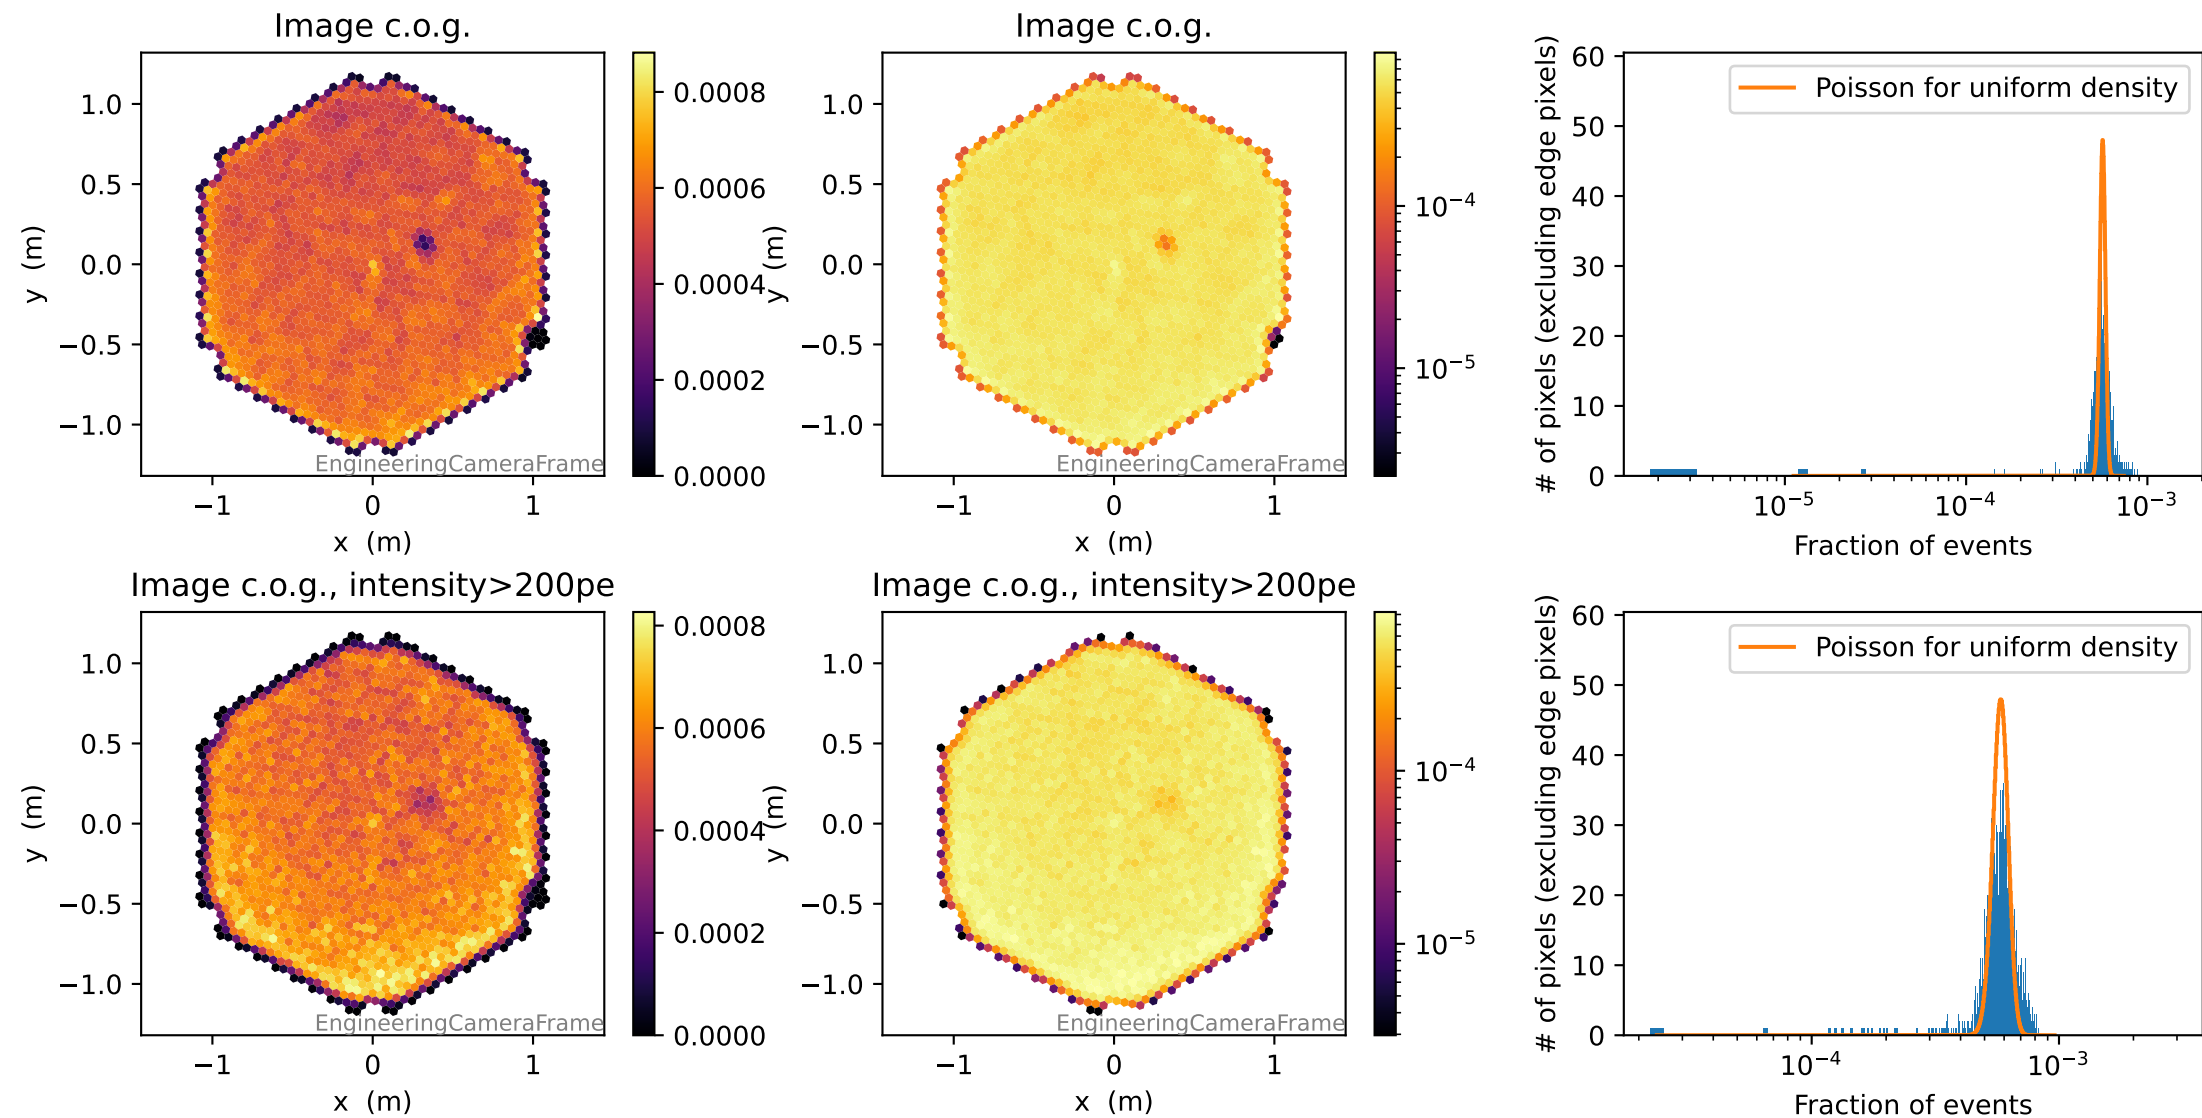 Image c.o.g.
1.0
0.5
0.0
−0.5
−1.0
y (m)
−1
0
1
x (m)
EngineeringCameraFrame
0.0008
0.0006
0.0004
0.0002
0.0000
Image c.o.g.
1.0
0.5
0.0
−0.5
−1.0
y (m)
−1
0
1
x (m)
EngineeringCameraFrame
10−4
10−5
60
50
40
30
20
10
0
# of pixels (excluding edge pixels)
Poisson for uniform density
10−5
10−4
10−3
Fraction of events
Image c.o.g., intensity>200pe
1.0
0.5
0.0
−0.5
−1.0
y (m)
−1
0
1
x (m)
EngineeringCameraFrame
0.0008
0.0006
0.0004
0.0002
0.0000
Image c.o.g., intensity>200pe
1.0
0.5
0.0
−0.5
−1.0
y (m)
−1
0
1
x (m)
EngineeringCameraFrame
10−4
10−5
60
50
40
30
20
10
0
# of pixels (excluding edge pixels)
Poisson for uniform density
10−4
10−3
Fraction of events